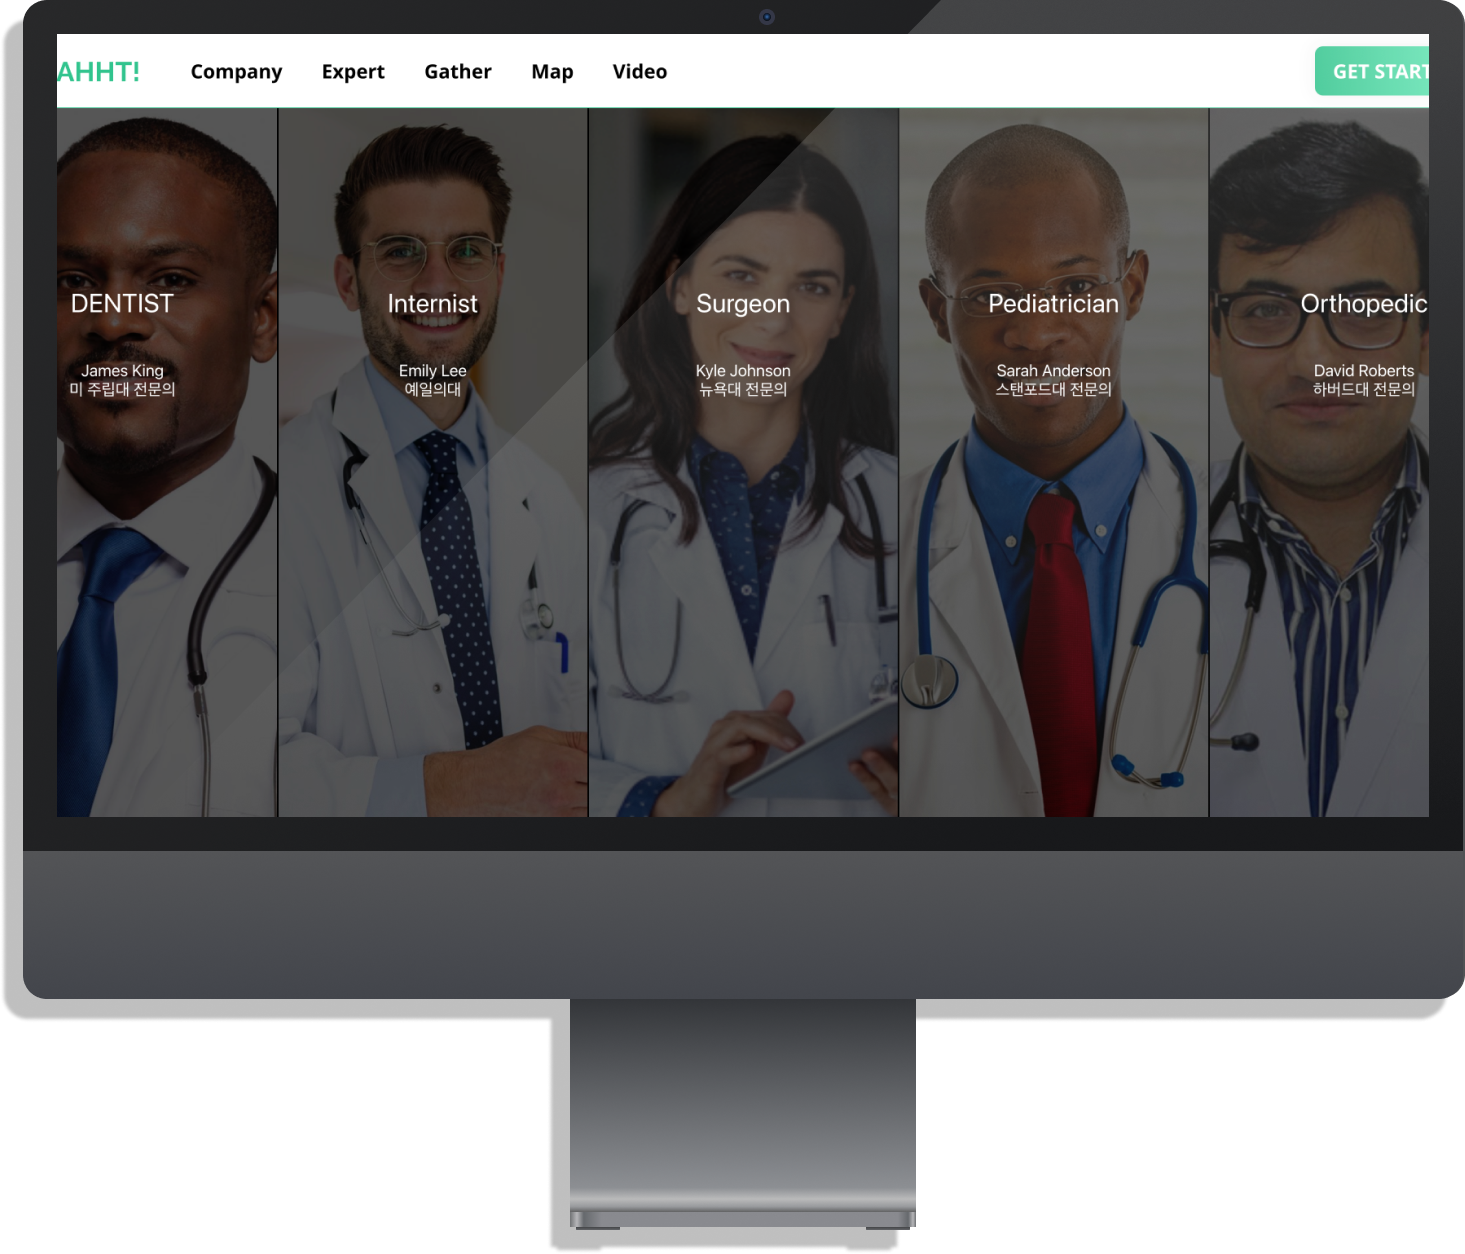 AHHT!
Company
Expert
Gather
Map
Video
GET START
DENTIST
James King
미 주립대 전문의
Internist
Emily Lee
예일의대
Surgeon
Kyle Johnson
뉴욕대 전문의
Pediatrician
Sarah Anderson
스탠포드대 전문의
Orthopedic
David Roberts
하버드대 전문의